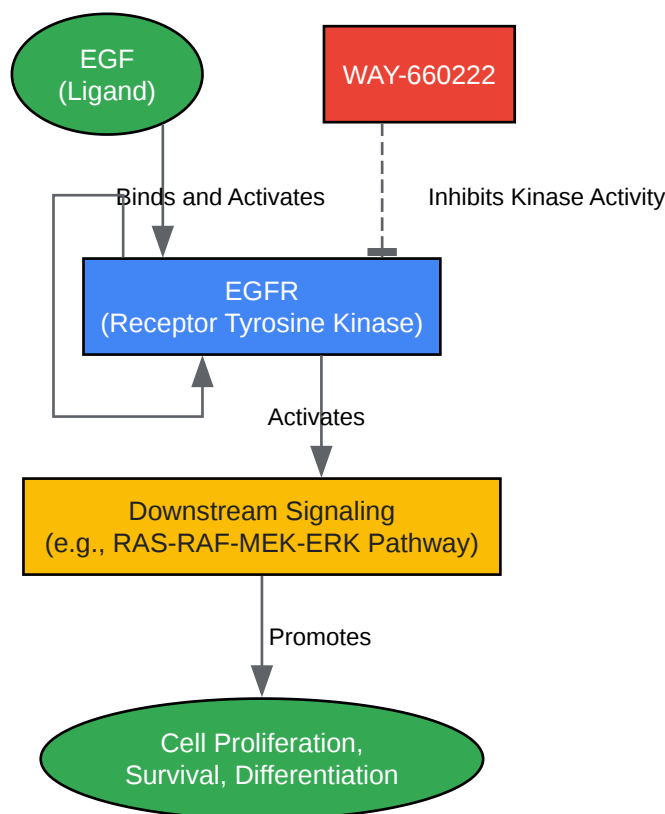 EGF
(Ligand)
WAY-660222
Binds and Activates
Inhibits Kinase Activity
EGFR
(Receptor Tyrosine Kinase)
Activates
Downstream Signaling
(e.g., RAS-RAF-MEK-ERK Pathway)
Promotes
Cell Proliferation,
Survival, Differentiation